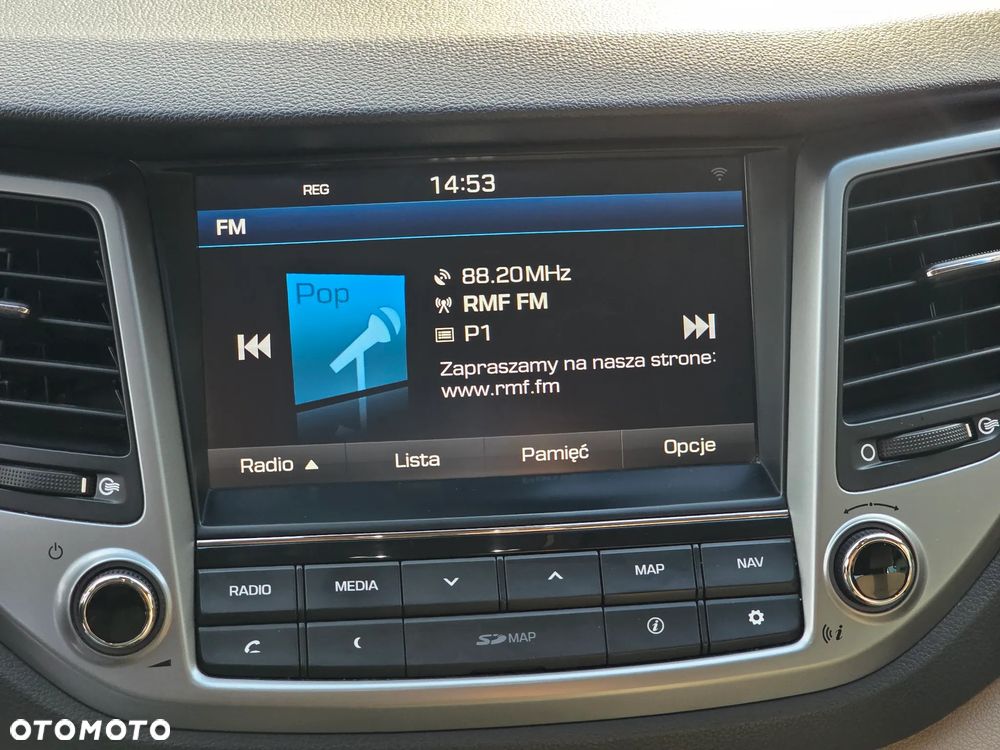 REG 14:53
FM
Pop
88.20MHz
RMF FM
P1
Zapraszamy na nasza strone:
www.rmf.fm
Radio Lista Pamięć Opcje
RADIO MEDIA MAP NAV
SD MAP
OTOMOTO